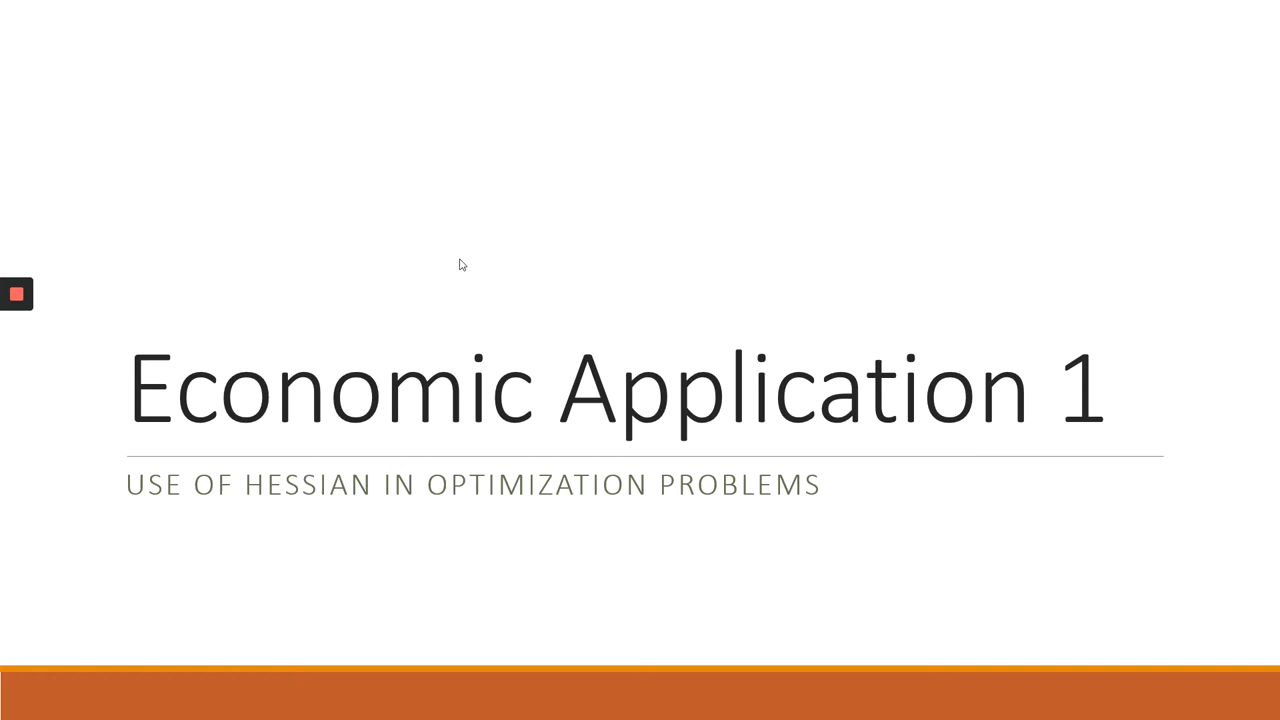 Economic Application 1
USE OF HESSIAN IN OPTIMIZATION PROBLEMS